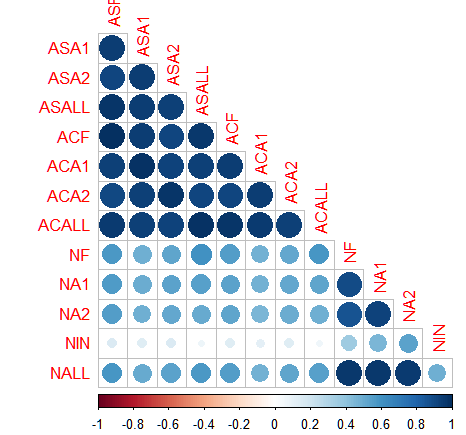 ASA1
ASA1
ASA2
ASA2
ASALL
ASALL
ACF
ACF
ACA1
ACA1
ACA2
ACA2
ACALL
ACALL
NF
NF
NA1
NA1
NA2
NA2
NIN
NIN
NALL
-1 -0.8 -0.6 -0.4 -0.2 0 0.2 0.4 0.6 0.8 1